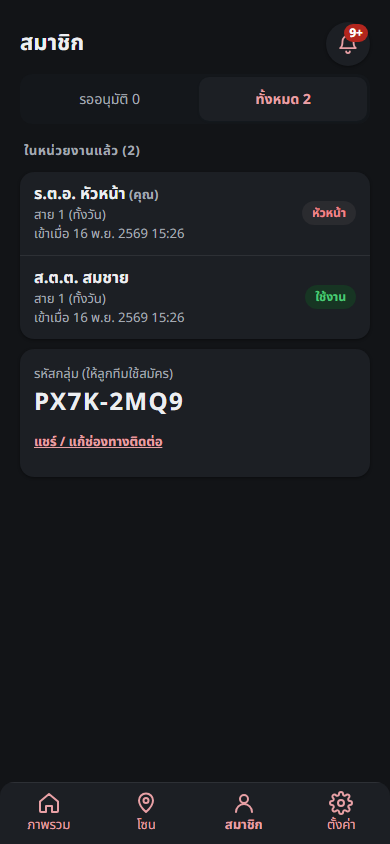 สมาชิก
9+
รออนุมัติ 0
ทั้งหมด 2
ในหน่วยงานแล้ว (2)
ร.ต.อ. หัวหน้า (คุณ)
สาย 1 (ทั้งวัน)
เข้าเมื่อ 16 พ.ย. 2569 15:26
หัวหน้า
ส.ต.ต. สมชาย
สาย 1 (ทั้งวัน)
เข้าเมื่อ 16 พ.ย. 2569 15:26
ใช้งาน
รหัสกลุ่ม (ให้ลูกทีมใช้สมัคร)
PX7K-2MQ9
แชร์ / แก้ช่องทางติดต่อ
ภาพรวม
โซน
สมาชิก
ตั้งค่า